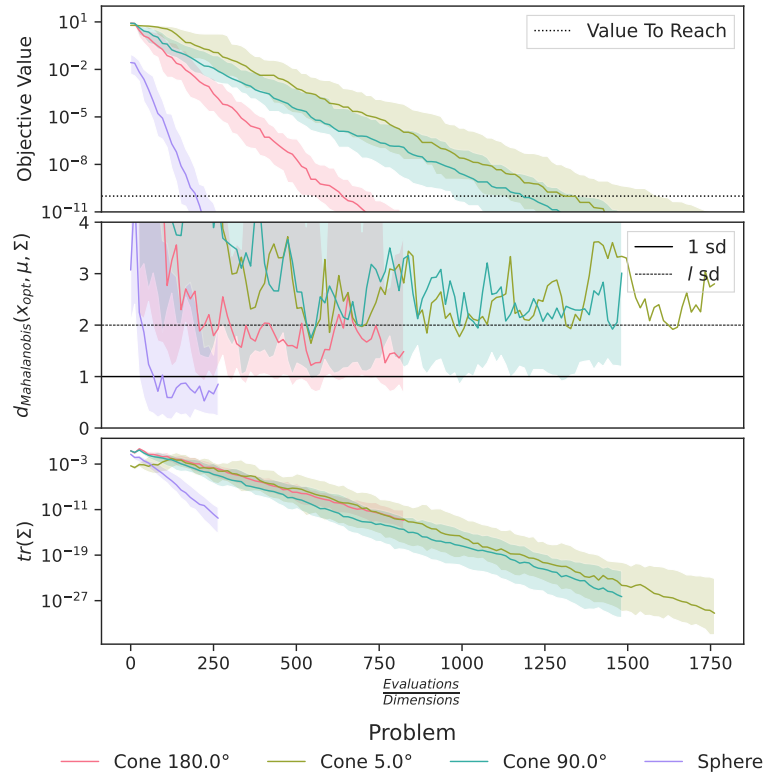 Objective Value
10^1
10^-2
10^-5
10^-8
10^-11
Value To Reach
d_Mahalanobis(x_opt, μ, Σ)
4
3
2
1
0
1 sd
l sd
tr(Σ)
10^-3
10^-11
10^-19
10^-27
0 250 500 750 1000 1250 1500 1750
Evaluations
Dimensions
Problem
Cone 180.0° Cone 5.0° Cone 90.0° Sphere